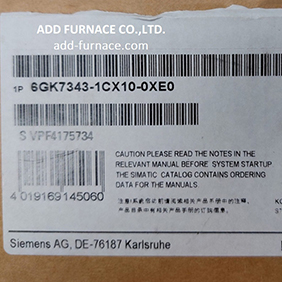 ADD FURNACE CO.,LTD.
add-furnace.com
1P 6GK7343-1CX10-0XE0
S VPF4175734
CAUTION PLEASE READ THE NOTES IN THE
RELEVANT MANUAL BEFORE SYSTEM STARTUP
THE SIMATIC CATALOG CONTAINS ORDERING
DATA FOR THE MANUALS
4 019169 145060
Siemens AG, DE-76187 Karlsruhe